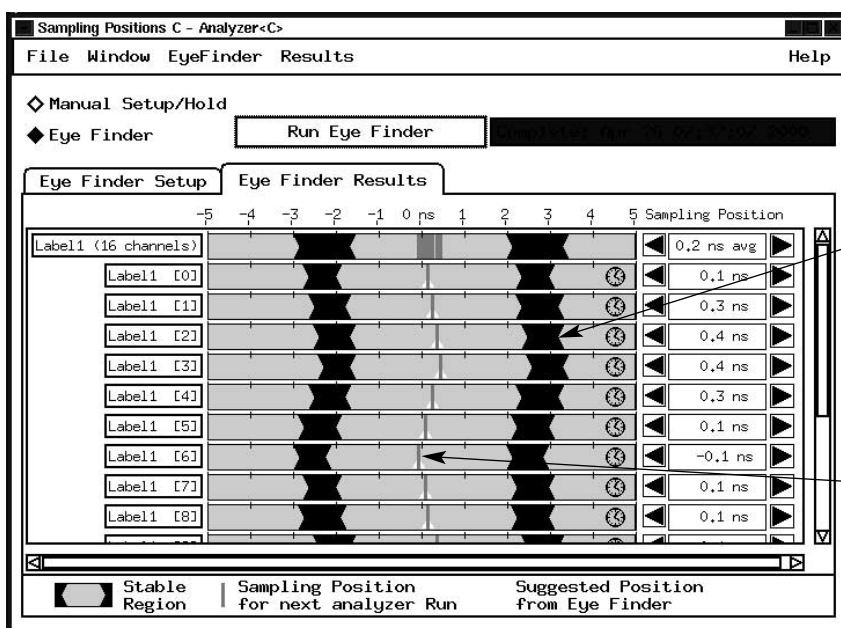 Sampling Positions C - Analyzer<C>
File Window EyeFinder Results Help
Manual Setup/Hold
Eye Finder Run Eye Finder
Eye Finder Setup Eye Finder Results
-5 -4 -3 -2 -1 0 ns 1 2 3 4 5 Sampling Position
Label1 (16 channels) 0.2 ns avg
Label1 [0] 0.1 ns
Label1 [1] 0.3 ns
Label1 [2] 0.4 ns
Label1 [3] 0.4 ns
Label1 [4] 0.3 ns
Label1 [5] 0.1 ns
Label1 [6] -0.1 ns
Label1 [7] 0.1 ns
Label1 [8] 0.1 ns
Stable Region
Sampling Position for next analyzer Run
Suggested Position from Eye Finder